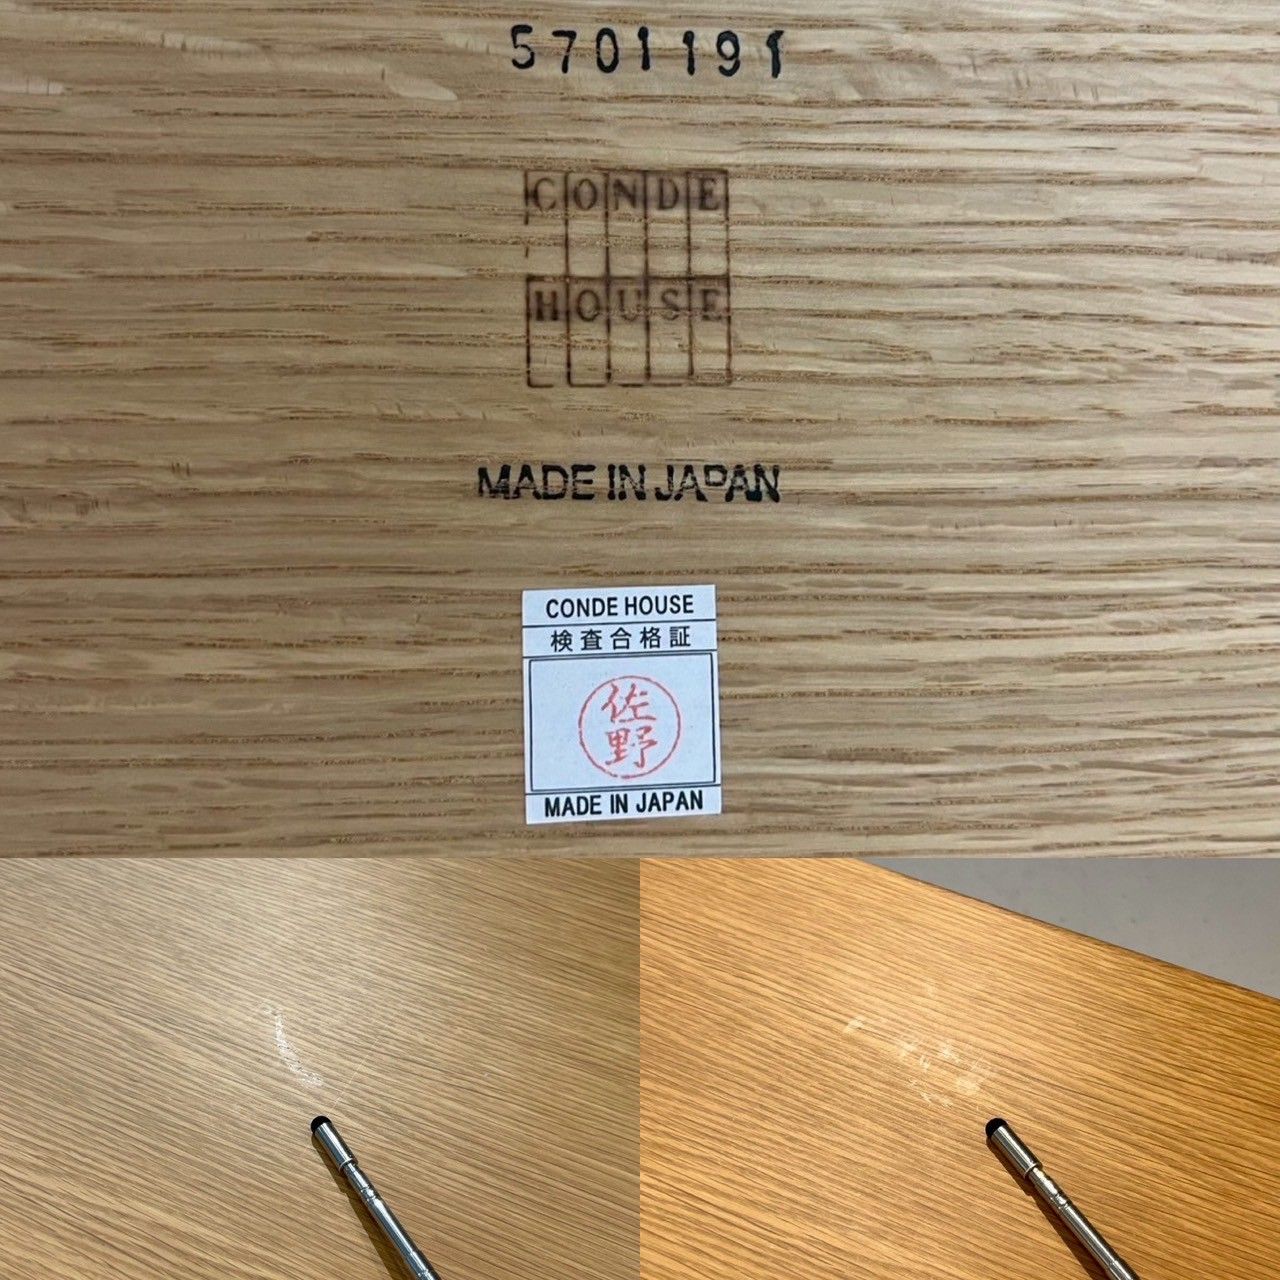 5701191
CONDE
HOUSE
MADE IN JAPAN
CONDE HOUSE
検査合格証
佐野
MADE IN JAPAN